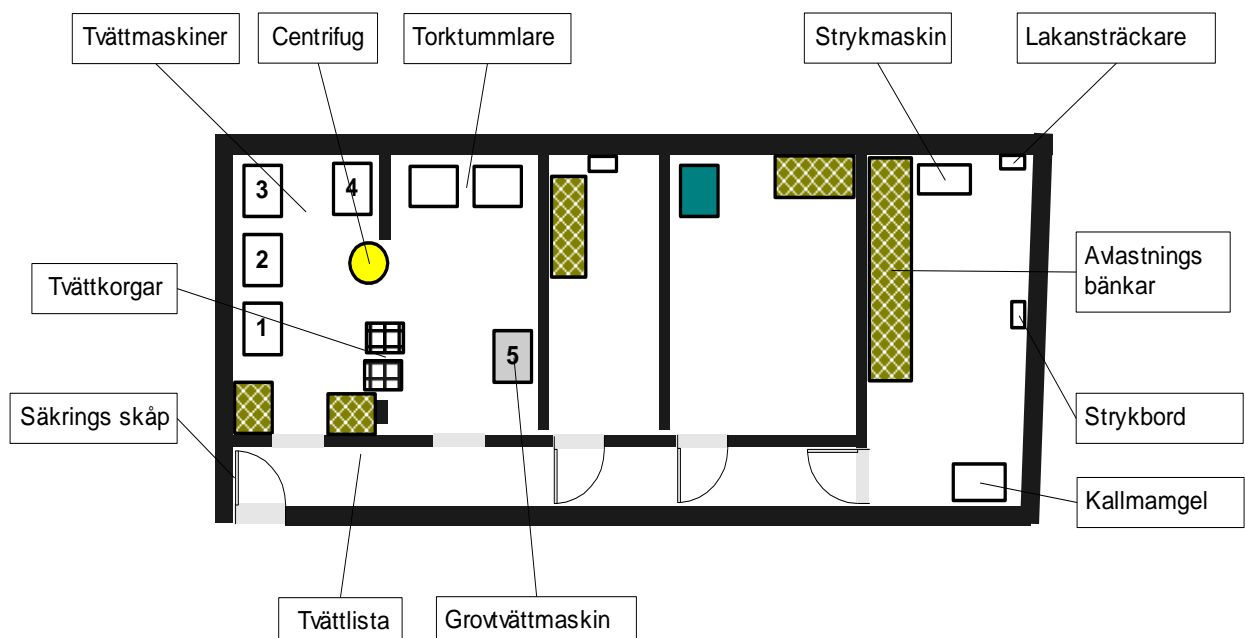 Tvättmaskiner
Centrifug
Torktummlare
Strykmaskin
Lakansträckare
3
4
2
Avlastnings
bänkar
Tvättkorgar
1
5
Säkrings skåp
Strykbord
Kallmamgel
Tvättlista
Grovtvättmaskin